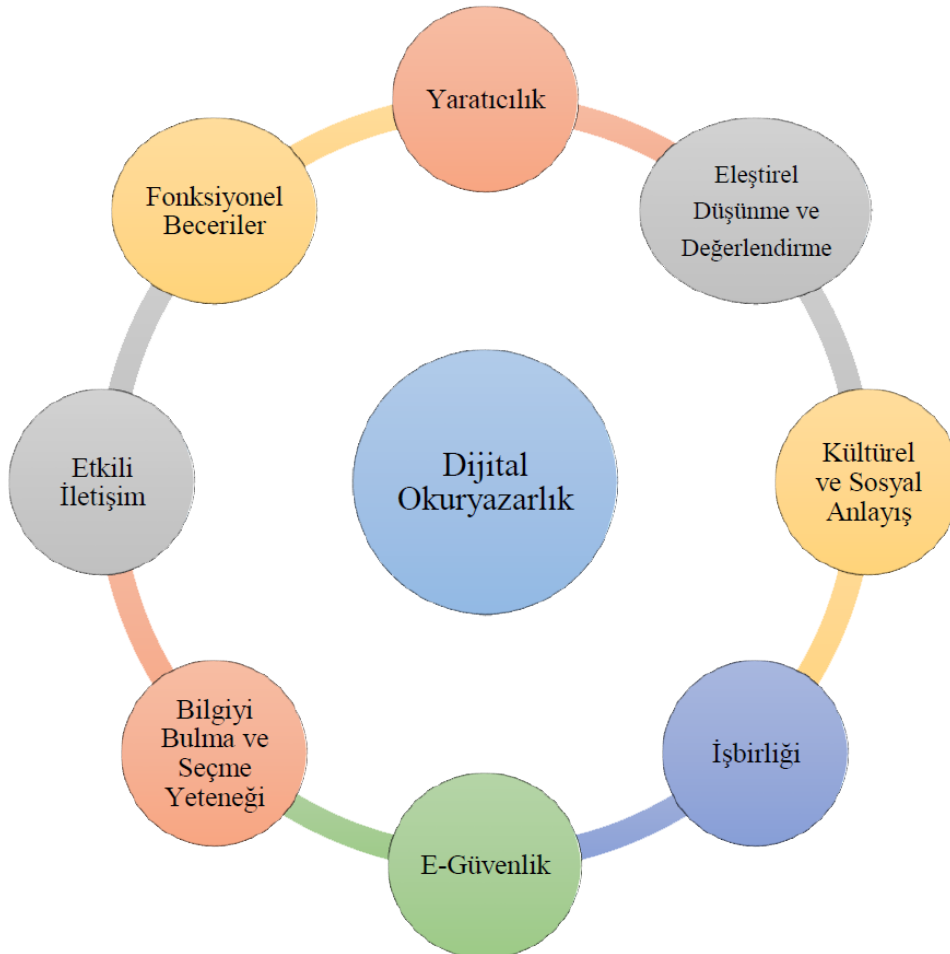 Yaratıcılık
Eleştirel
Düşünme ve
Değerlendirme
Kültürel
ve Sosyal
Anlayış
İşbirliği
E-Güvenlik
Bilgiyi
Bulma ve
Seçme
Yeteneği
Etkili
İletişim
Fonksiyonel
Beceriler
Dijital
Okuryazarlık